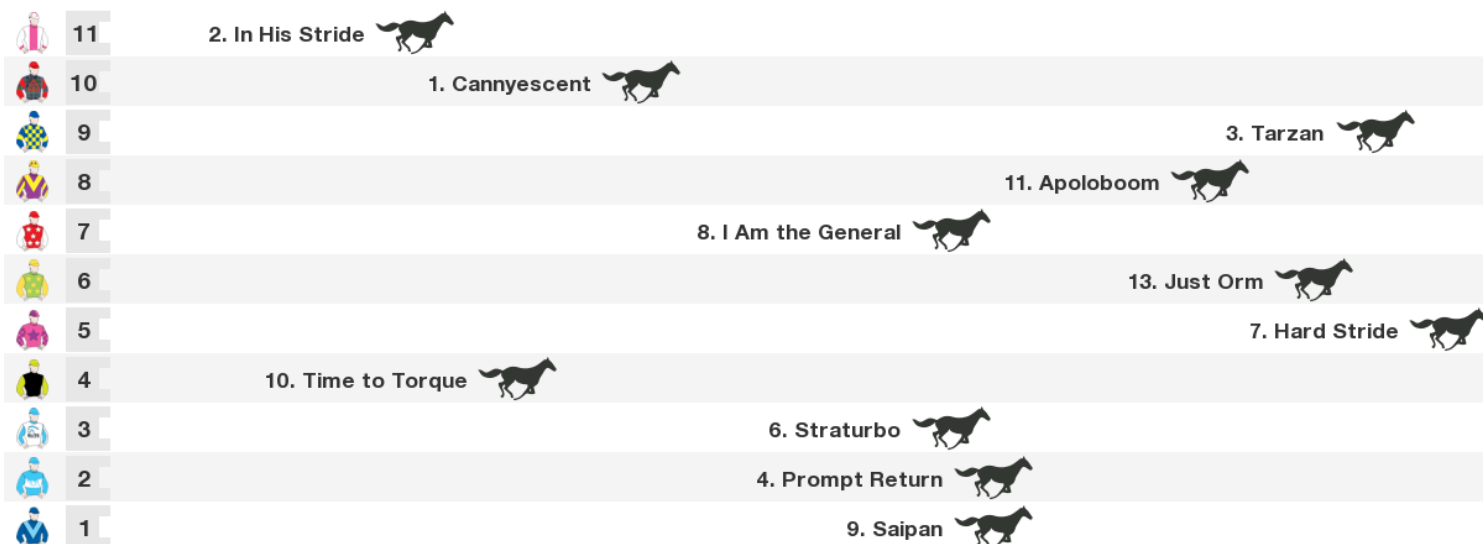 11 2. In His Stride
10 1. Cannyescent
9 3. Tarzan
8 11. Apoloboom
7 8. I Am the General
6 13. Just Orm
5 7. Hard Stride
4 10. Time to Torque
3 6. Straturbo
2 4. Prompt Return
1 9. Saipan